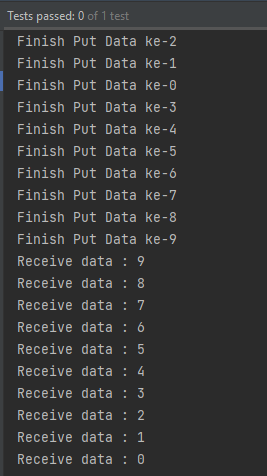 Tests passed: 0 of 1 test
Finish Put Data ke-2
Finish Put Data ke-1
Finish Put Data ke-0
Finish Put Data ke-3
Finish Put Data ke-4
Finish Put Data ke-5
Finish Put Data ke-6
Finish Put Data ke-7
Finish Put Data ke-8
Finish Put Data ke-9
Receive data : 9
Receive data : 8
Receive data : 7
Receive data : 6
Receive data : 5
Receive data : 4
Receive data : 3
Receive data : 2
Receive data : 1
Receive data : 0